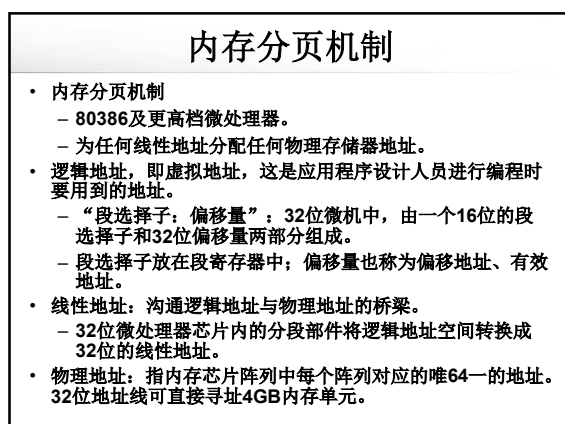 内存分页机制
• 内存分页机制
– 80386及更高档微处理器。
– 为任何线性地址分配任何物理存储器地址。
• 逻辑地址，即虚拟地址，这是应用程序设计人员进行编程时
要用到的地址。
– “段选择子：偏移量”：32位微机中，由一个16位的段
选择子和32位偏移量两部分组成。
– 段选择子放在段寄存器中；偏移量也称为偏移地址、有效
地址。
• 线性地址：沟通逻辑地址与物理地址的桥梁。
– 32位微处理器芯片内的分段部件将逻辑地址空间转换成
32位的线性地址。
• 物理地址：指内存芯片阵列中每个阵列对应的唯64一的地址。
32位地址线可直接寻址4GB内存单元。